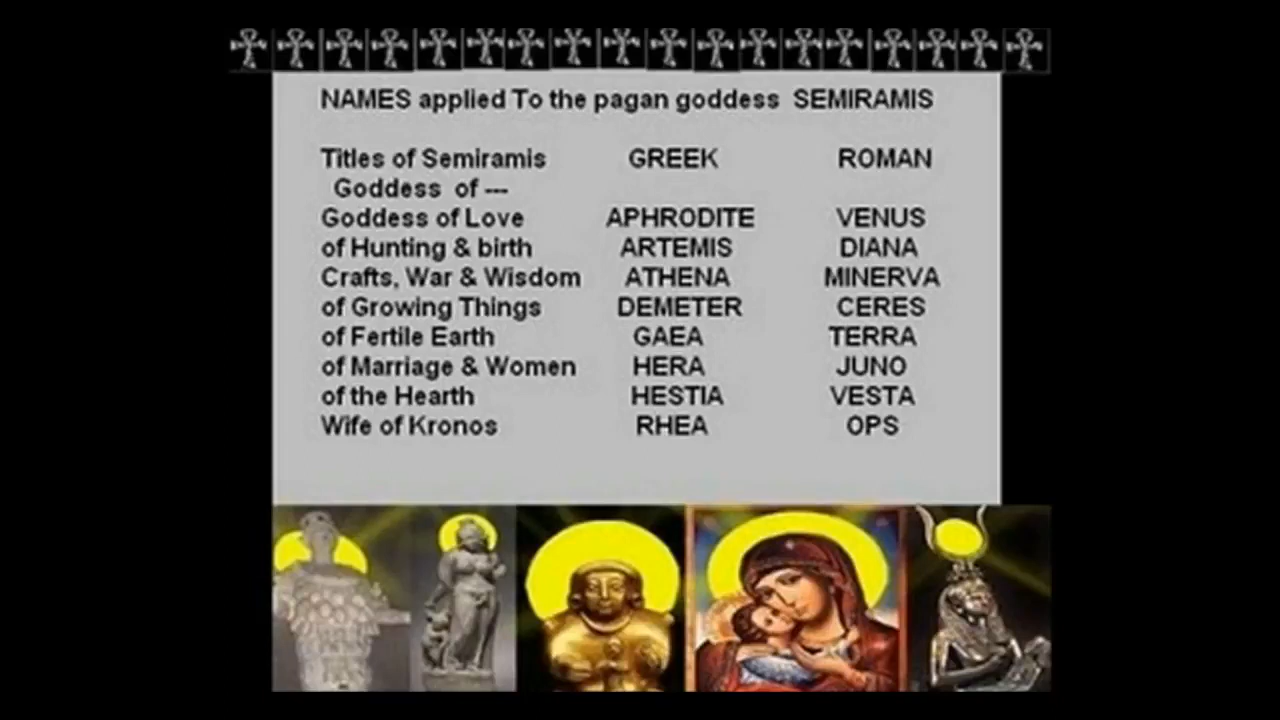 NAMES applied To the pagan goddess SEMIRAMIS
Titles of Semiramis GREEK ROMAN
Goddess of ---
Goddess of Love APHRODITE VENUS
of Hunting & birth ARTEMIS DIANA
Crafts, War & Wisdom ATHENA MINERVA
of Growing Things DEMETER CERES
of Fertile Earth GAEA TERRA
of Marriage & Women HERA JUNO
of the Hearth HESTIA VESTA
Wife of Kronos RHEA OPS